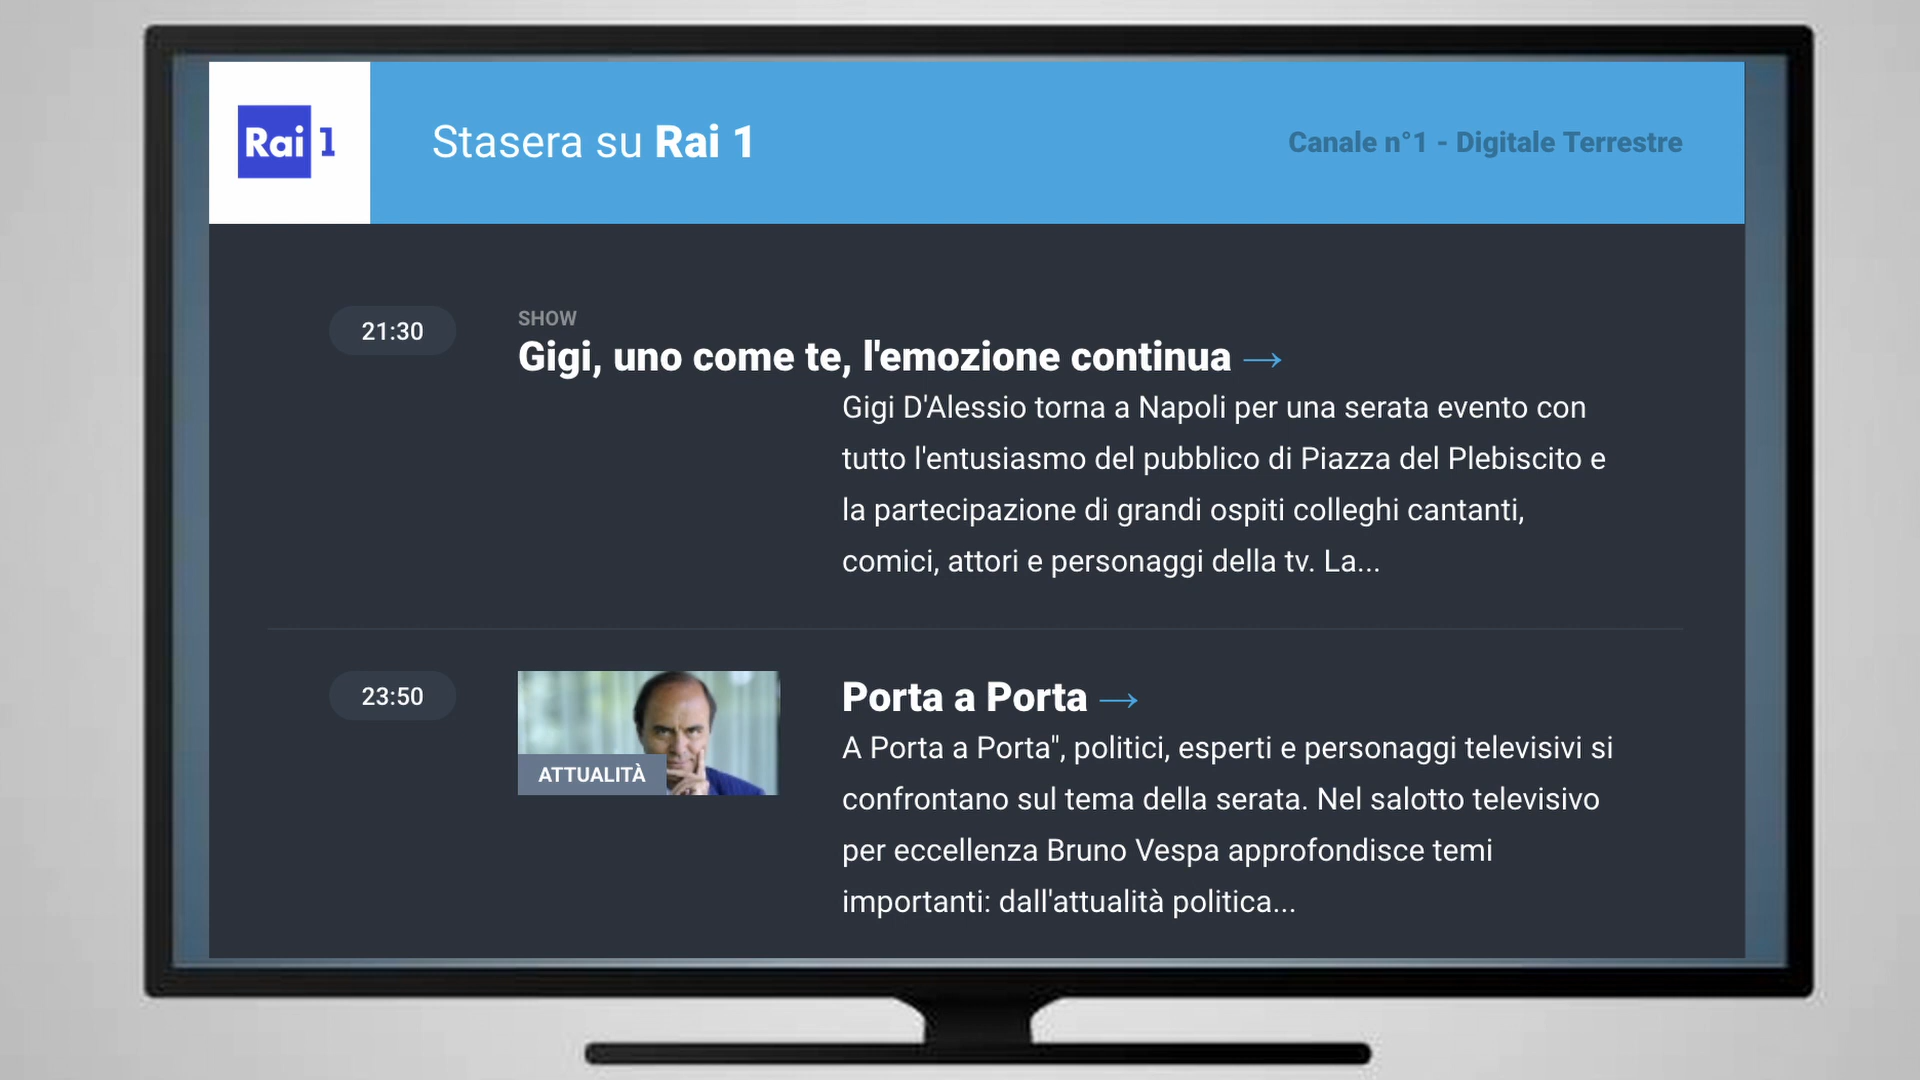 Rai 1
Stasera su Rai 1
Canale n°1 - Digitale Terrestre
21:30
SHOW
Gigi, uno come te, l'emozione continua →
Gigi D'Alessio torna a Napoli per una serata evento con
tutto l'entusiasmo del pubblico di Piazza del Plebiscito e
la partecipazione di grandi ospiti colleghi cantanti,
comici, attori e personaggi della tv. La...
23:50
ATTUALITÀ
Porta a Porta →
A Porta a Porta", politici, esperti e personaggi televisivi si
confrontano sul tema della serata. Nel salotto televisivo
per eccellenza Bruno Vespa approfondisce temi
importanti: dall'attualità politica...